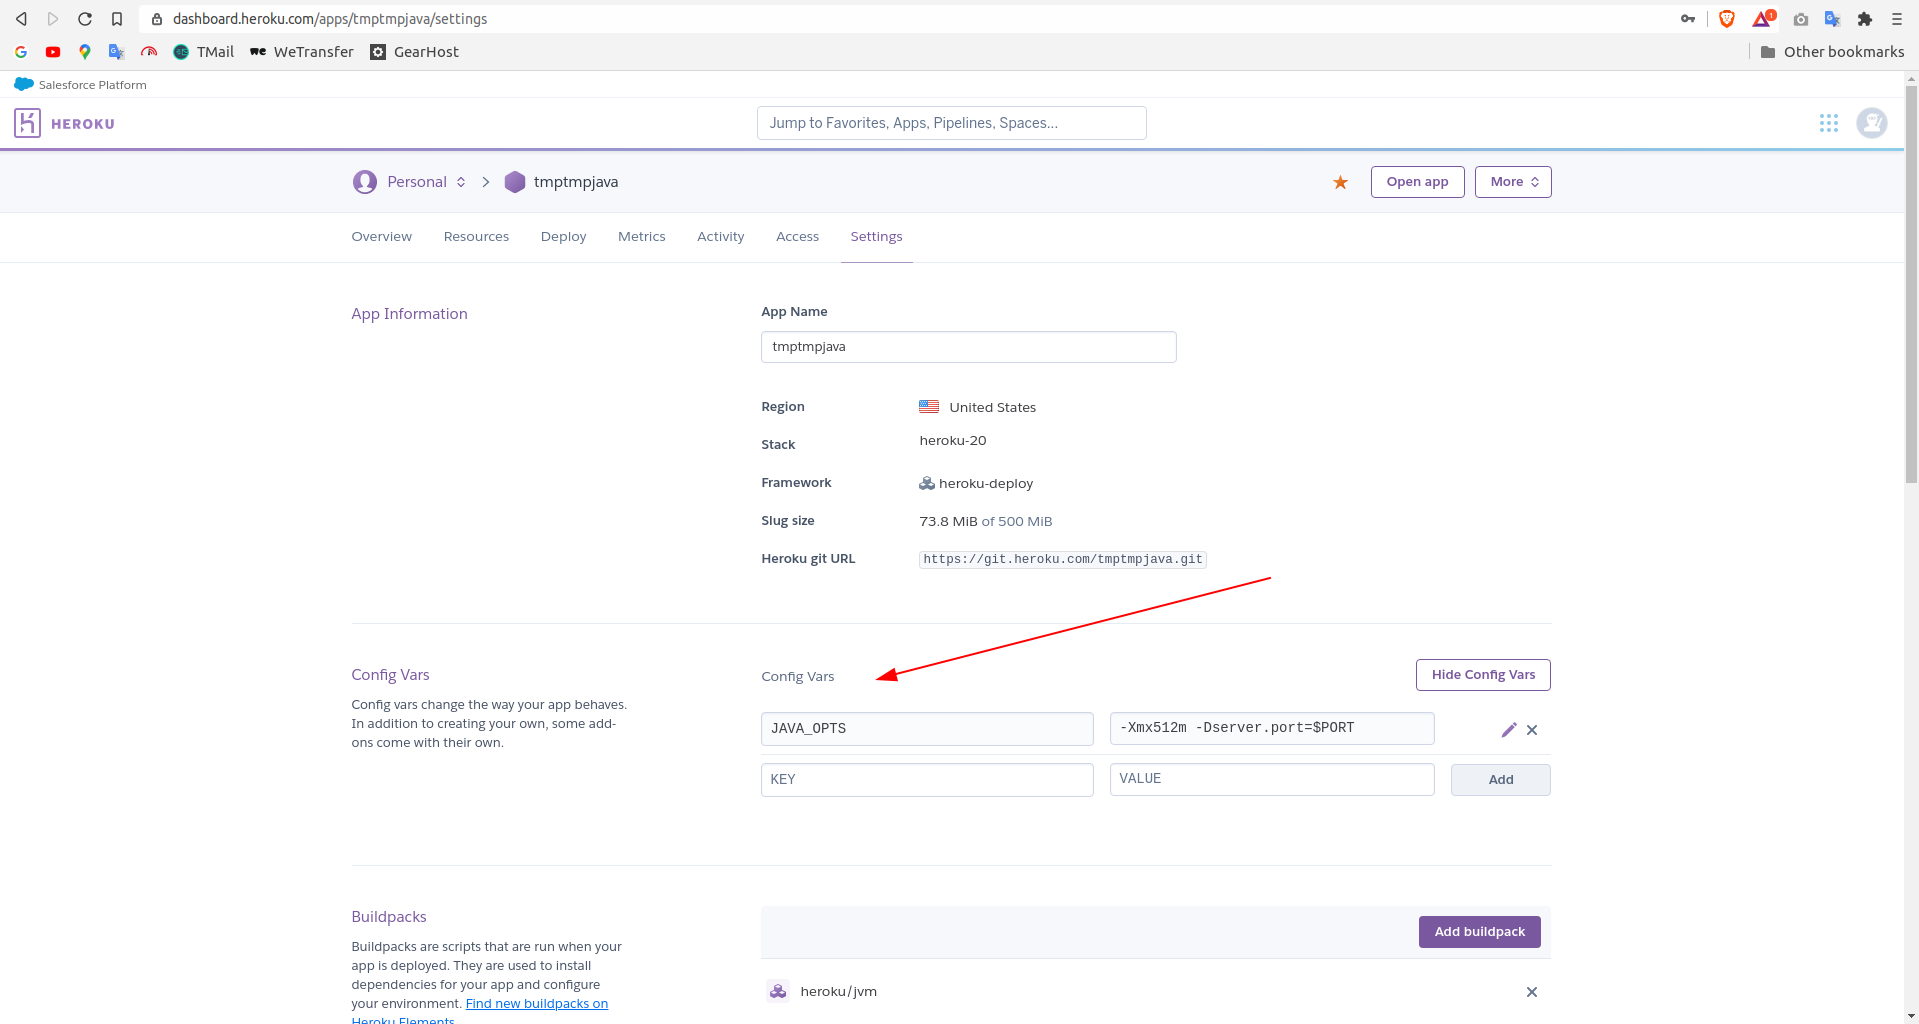 dashboard.heroku.com/apps/tmptmpjava/settings
1
TMail
WeTransfer
GearHost
Other bookmarks
Salesforce Platform
HEROKU
Jump to Favorites, Apps, Pipelines, Spaces...
Personal
tmptmpjava
Open app
More
Overview
Resources
Deploy
Metrics
Activity
Access
Settings
App Information
App Name
tmptmpjava
Region
United States
Stack
heroku-20
Framework
heroku-deploy
Slug size
73.8 MiB of 500 MiB
Heroku git URL
https://git.heroku.com/tmptmpjava.git
Config Vars
Config vars change the way your app behaves.
In addition to creating your own, some add-
ons come with their own.
Config Vars
Hide Config Vars
JAVA_OPTS
-Xmx512m -Dserver.port=$PORT
KEY
VALUE
Add
Buildpacks
Buildpacks are scripts that are run when your
app is deployed. They are used to install
dependencies for your app and configure
your environment. Find new buildpacks on
Heroku Elements
Add buildpack
heroku/jvm